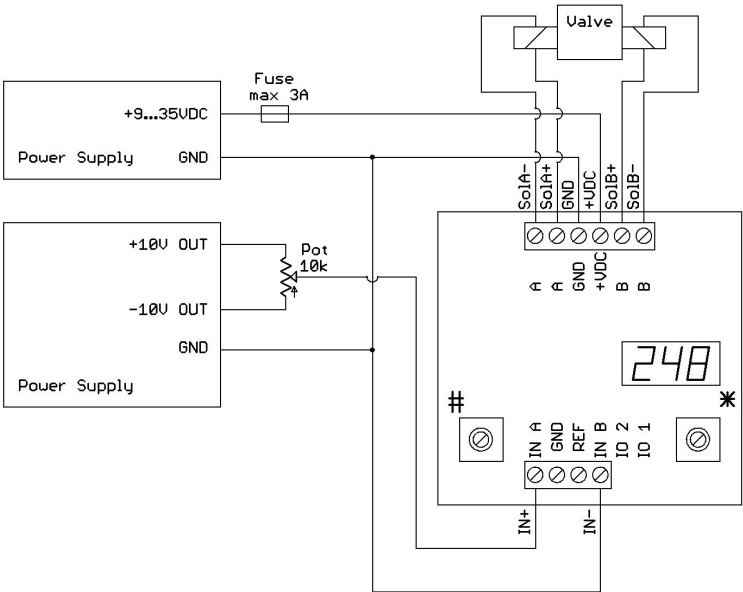 Valve
Fuse
max 3A
+9...35VDC
Power Supply
GND
SolA-
SolA+
GND
+VDC
SolB+
SolB-
+10V OUT
Pot
10k
-10V OUT
GND
Power Supply
A
A
GND
+VDC
B
B
248
#
*
IN A
GND
REF
IN B
IO 2
IO 1
IN+
IN-